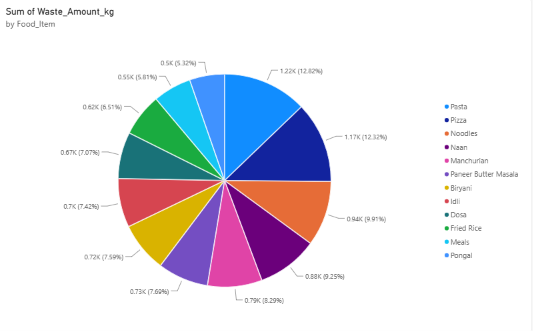 Sum of Waste_Amount_kg
by Food_Item
0.5K (5.32%)
1.22K (12.82%)
0.55K (5.81%)
0.62K (6.51%)
1.17K (12.32%)
0.67K (7.07%)
0.7K (7.42%)
0.94K (9.91%)
0.72K (7.59%)
0.88K (9.25%)
0.73K (7.69%)
0.79K (8.29%)
Pasta
Pizza
Noodles
Naan
Manchurian
Paneer Butter Masala
Biryani
Idli
Dosa
Fried Rice
Meals
Pongal